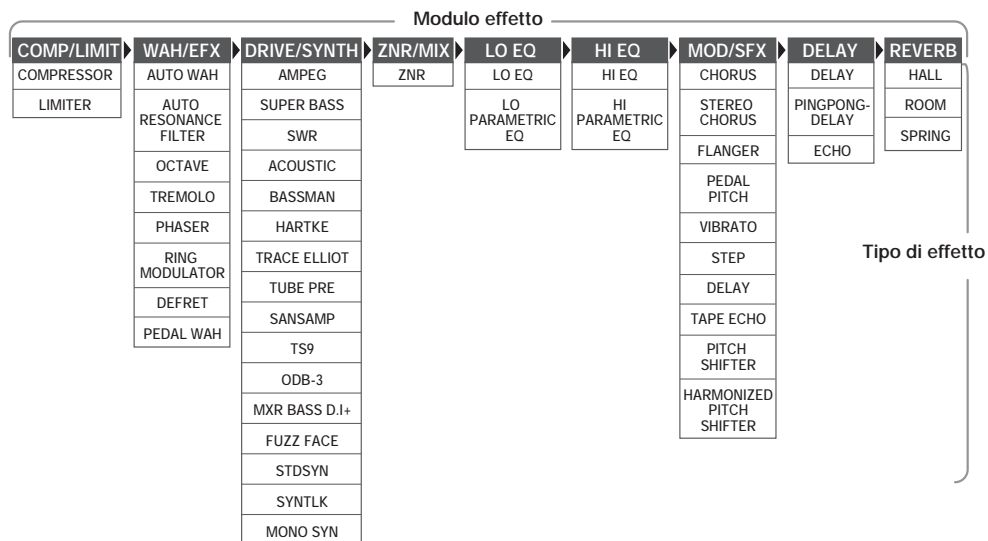 Modulo effetto
COMP/LIMIT
WAH/EFX
DRIVE/SYNTH
ZNR/MIX
LO EQ
HI EQ
MOD/SFX
DELAY
REVERB
COMPRESSOR
LIMITER
AUTO WAH
AUTO
RESONANCE
FILTER
OCTAVE
TREMOLO
PHASER
RING
MODULATOR
DEFRET
PEDAL WAH
AMPEG
SUPER BASS
SWR
ACOUSTIC
BASSMAN
HARTKE
TRACE ELLIOT
TUBE PRE
SANSAMP
TS9
ODB-3
MXR BASS D.I+
FUZZ FACE
STDSYN
SYNTLK
MONO SYN
ZNR
LO EQ
LO
PARAMETRIC
EQ
HI EQ
HI
PARAMETRIC
EQ
CHORUS
STEREO
CHORUS
FLANGER
PEDAL
PITCH
VIBRATO
STEP
DELAY
TAPE ECHO
PITCH
SHIFTER
HARMONIZED
PITCH
SHIFTER
DELAY
PINGPONG-
DELAY
ECHO
HALL
ROOM
SPRING
Tipo di effetto